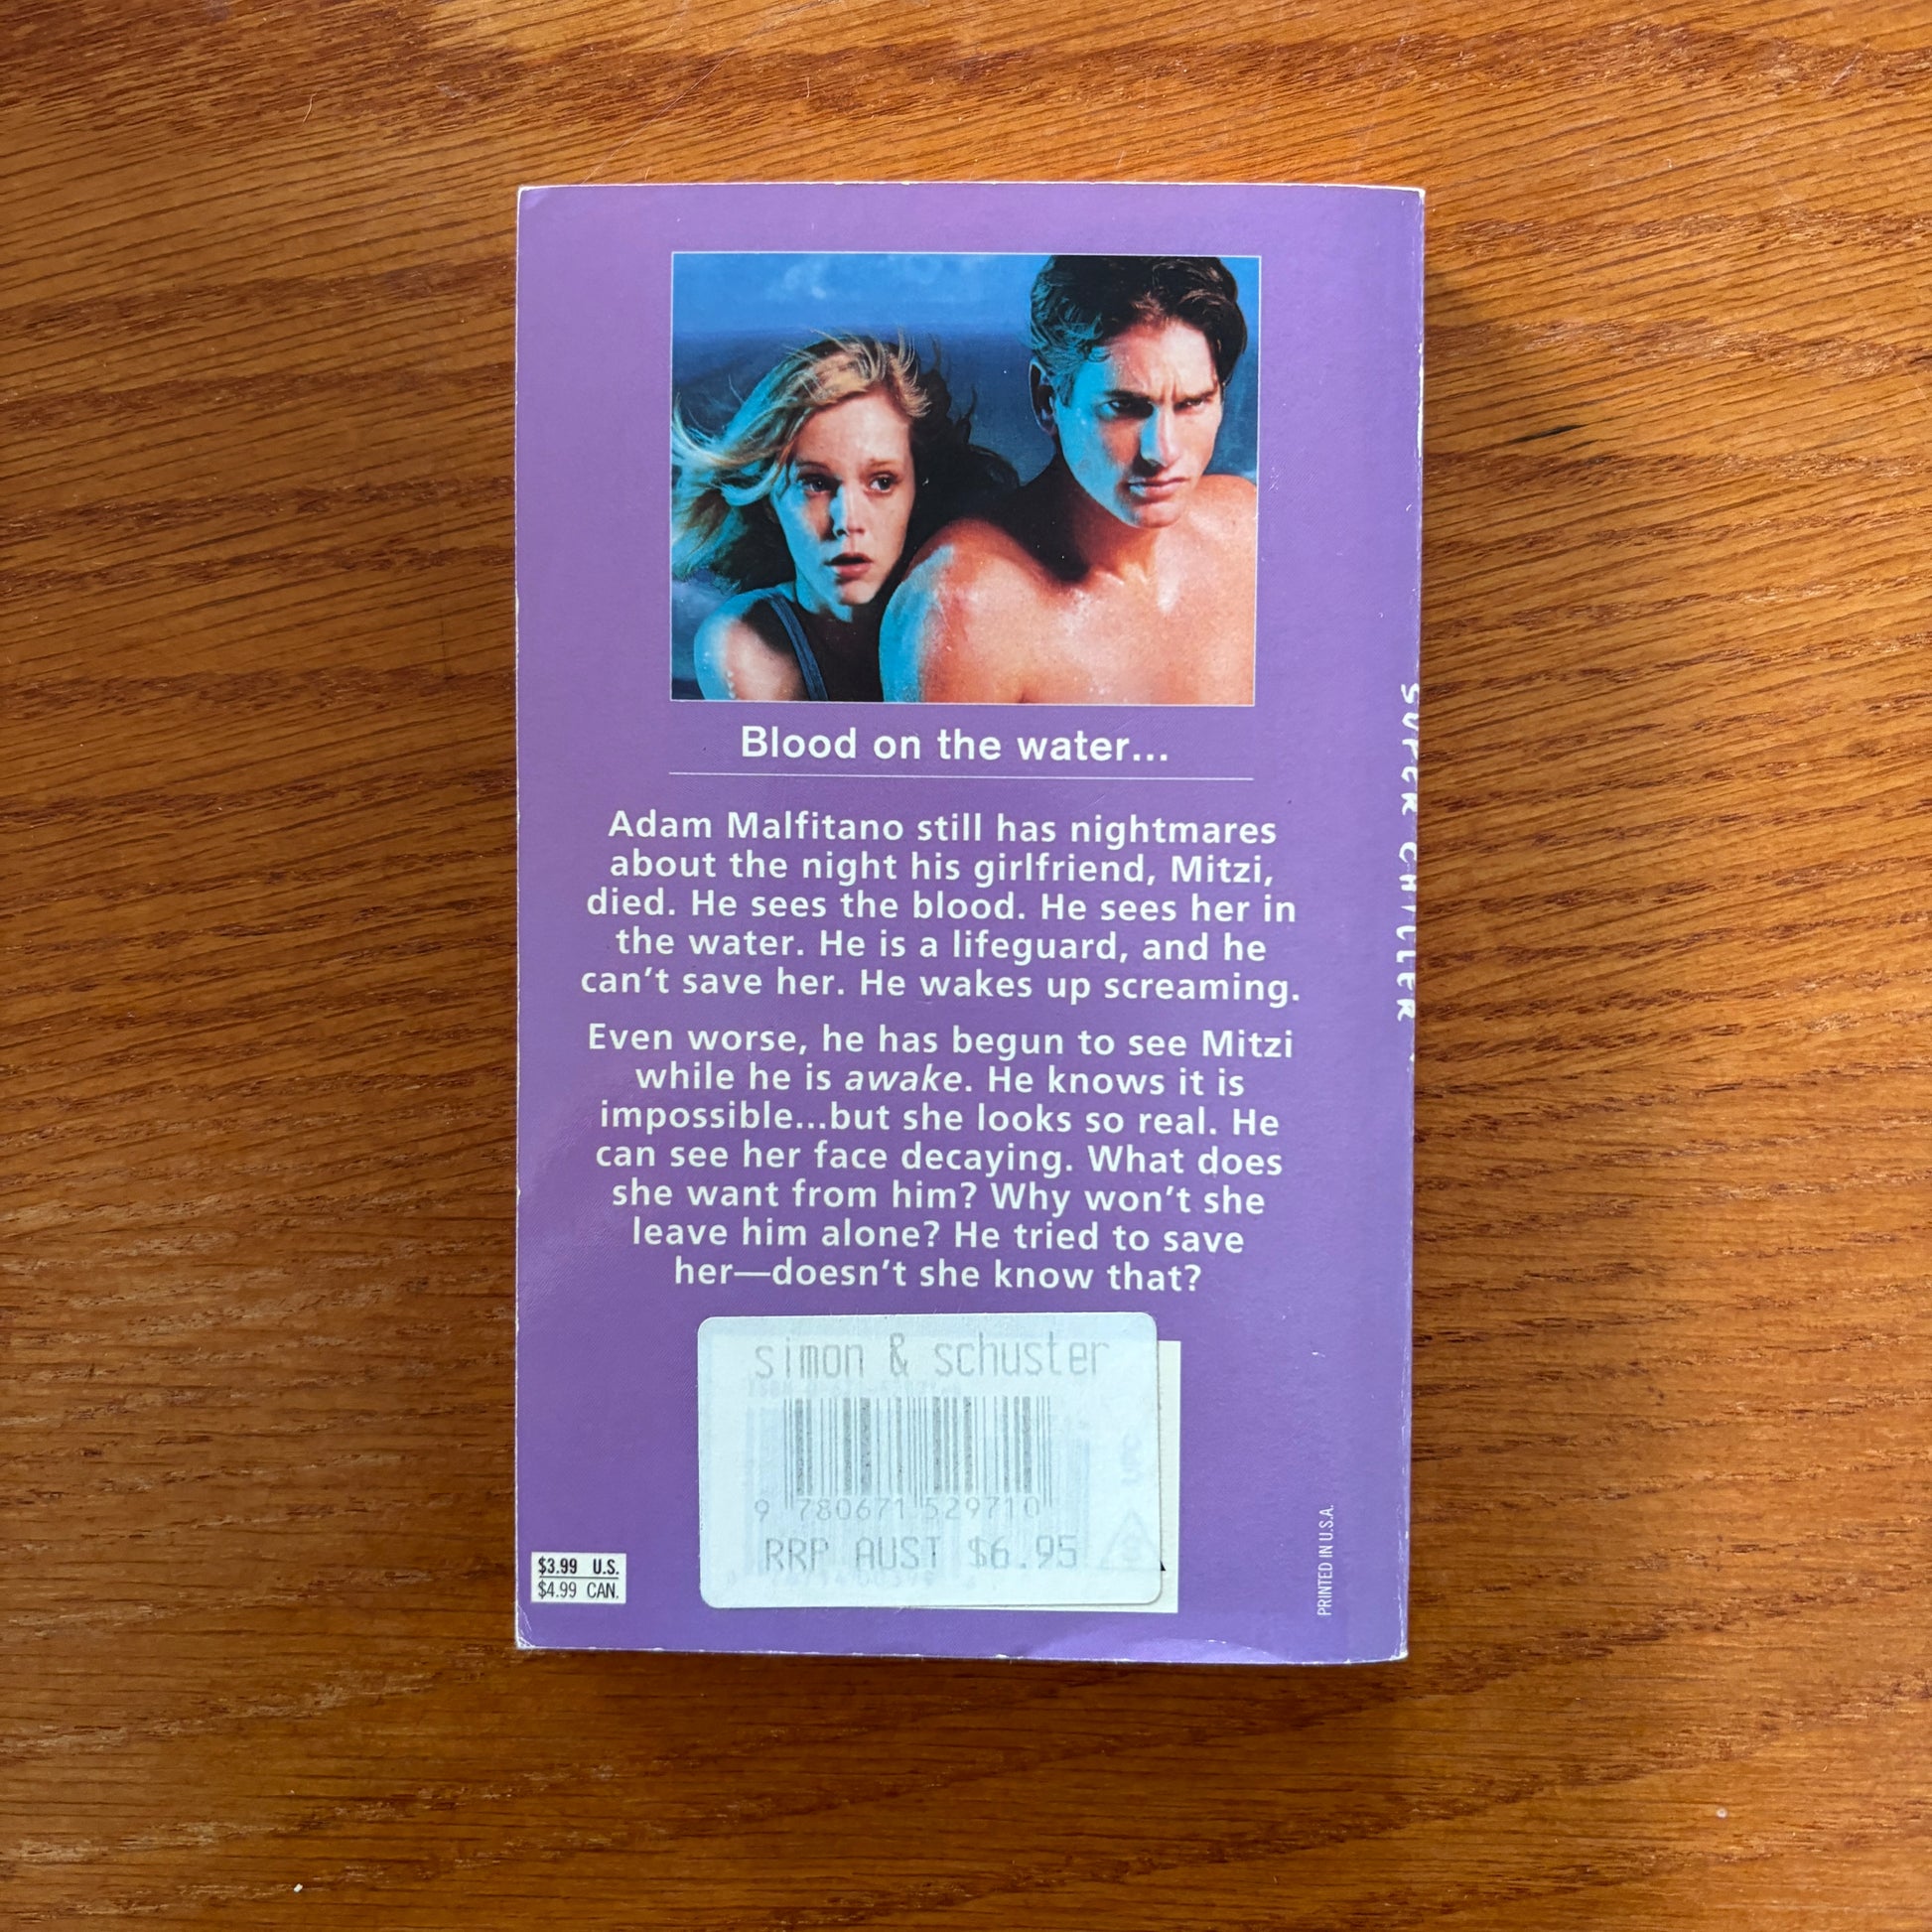 Blood on the water...
Adam Malfitano still has nightmares
about the night his girlfriend, Mitzi,
died. He sees the blood. He sees her in
the water. He is a lifeguard, and he
can't save her. He wakes up screaming.
Even worse, he has begun to see Mitzi
while he is awake. He knows it is
impossible...but she looks so real. He
can see her face decaying. What does
she want from him? Why won't she
leave him alone? He tried to save
her—doesn't she know that?
simon & schuster
9 780671 529710
RRP AUST $6.95
$3.99 U.S.
$4.99 CAN.
PRINTED IN U.S.A.
SUPER CHILLER